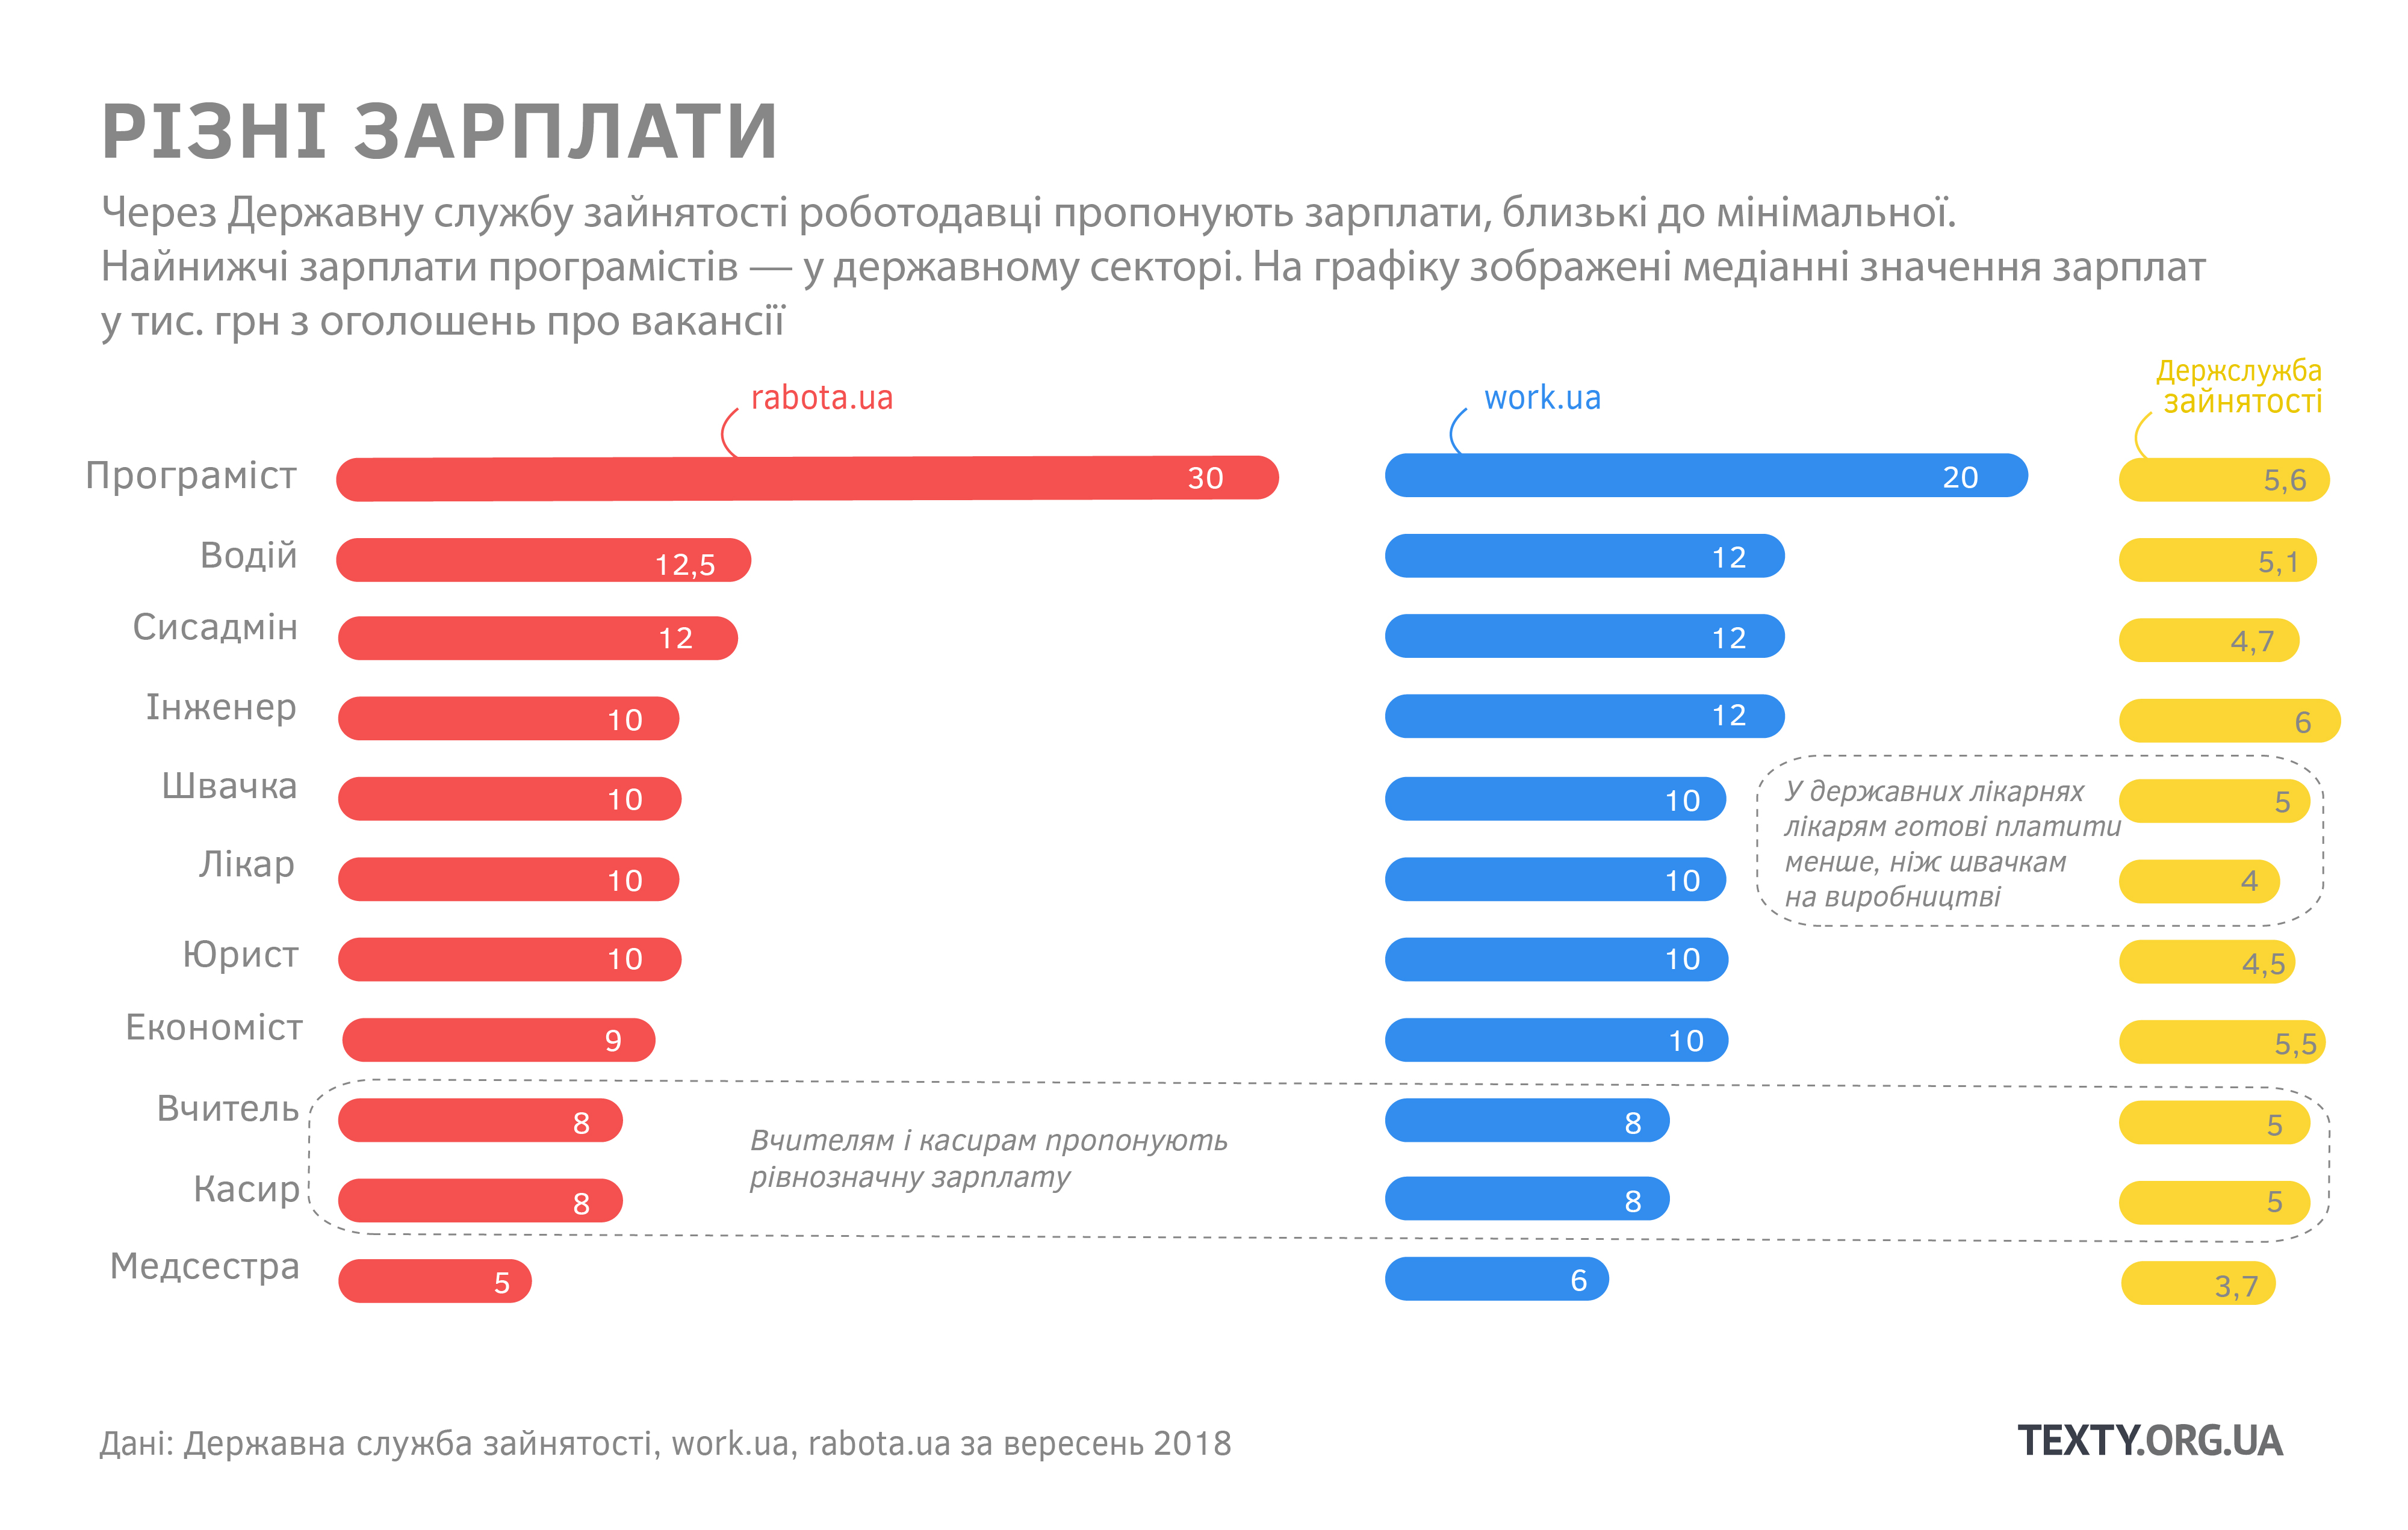 РІЗНІ ЗАРПЛАТИ
Через Державну службу зайнятості роботодавці пропонують зарплати, близькі до мінімальної.
Найнижчі зарплати програмістів — у державному секторі. На графіку зображені медіанні значення зарплат
у тис. грн з оголошень про вакансії
rabota.ua
work.ua
Держслужба
зайнятості
Програміст 30 20 5,6
Водій 12,5 12 5,1
Сисадмін 12 12 4,7
Інженер 10 12 6
Швачка 10 10 5
Лікар 10 10 4
У державних лікарнях
лікарям готові платити
менше, ніж швачкам
на виробництві
Юрист 10 10 4,5
Економіст 9 10 5,5
Вчитель 8 8 5
Вчителям і касирам пропонують
рівнозначну зарплату
Касир 8 8 5
Медсестра 5 6 3,7
Дані: Державна служба зайнятості, work.ua, rabota.ua за вересень 2018
TEXTY.ORG.UA